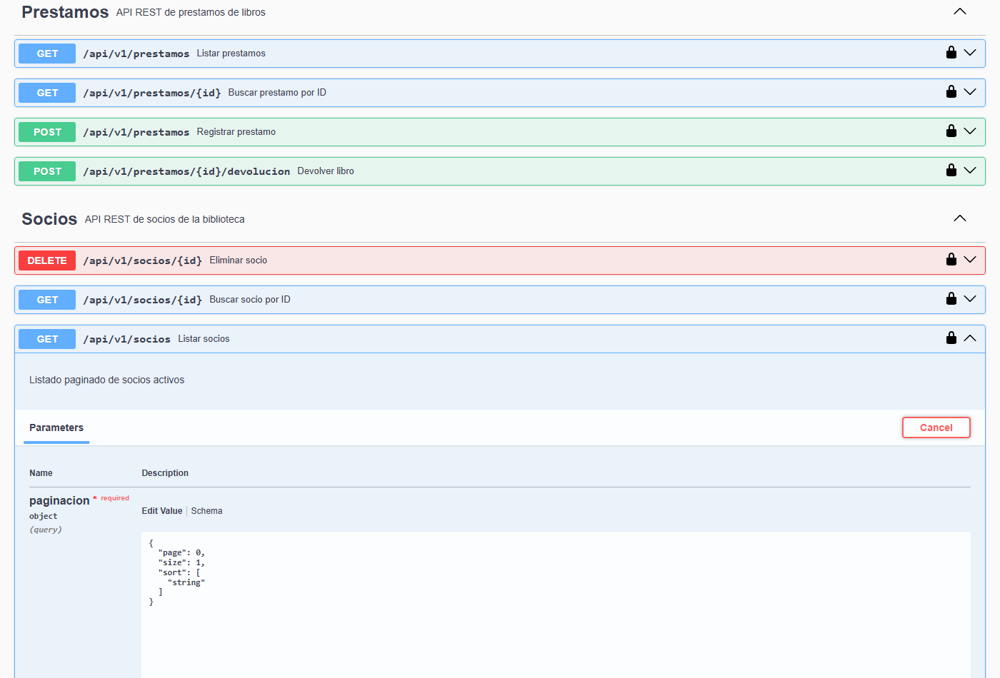 Prestamos API REST de prestamos de libros
GET /api/v1/prestamos Listar prestamos
GET /api/v1/prestamos/{id} Buscar prestamo por ID
POST /api/v1/prestamos Registrar prestamo
POST /api/v1/prestamos/{id}/devolucion Devolver libro
Socios API REST de socios de la biblioteca
DELETE /api/v1/socios/{id} Eliminar socio
GET /api/v1/socios/{id} Buscar socio por ID
GET /api/v1/socios Listar socios
Listado paginado de socios activos
Parameters Cancel
Name Description
paginacion * required
object
(query)
Edit Value Schema
{
  "page": 0,
  "size": 1,
  "sort": [
    "string"
  ]
}